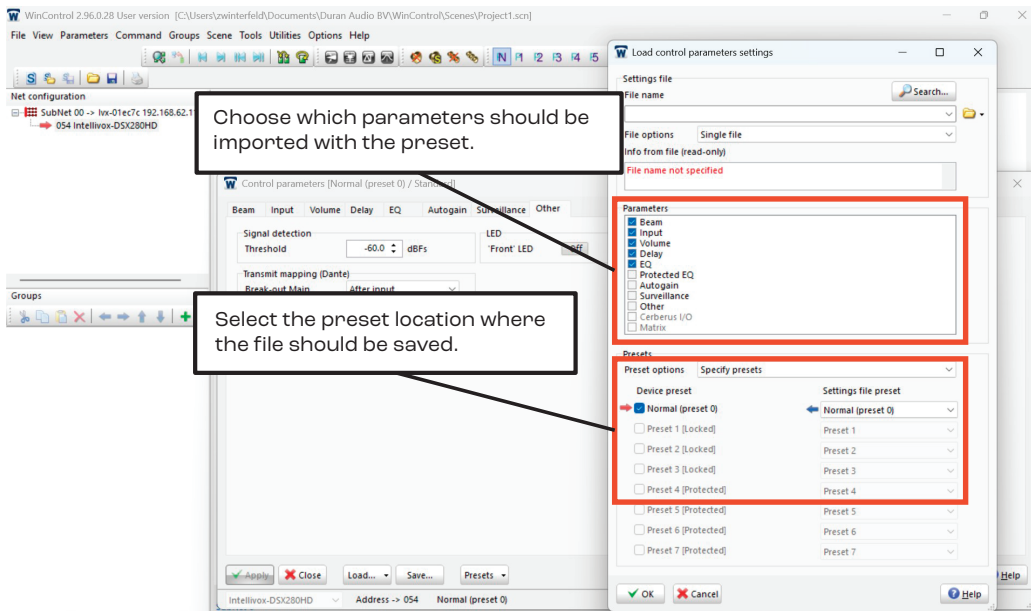 WinControl 2.96.0.28 User version [C:\Users\zwinterfeld\Documents\Duran Audio BV\WinControl\Scenes\Project1.scn]
File View Parameters Command Groups Scene Tools Utilities Options Help
N P1 P2 P3 P4 P5
Net configuration
SubNet 00 -> lvx-01ec7c 192.168.62.1
054 Intellivox-DSX280HD
Groups
Choose which parameters should be
imported with the preset.
Control parameters [Normal (preset 0) / Standard]
Beam Input Volume Delay EQ Autogain Surveillance Other
Signal detection
Threshold -60.0 dBFs
LED
'Front' LED Off
Transmit mapping (Dante)
Break-out Main After input
Select the preset location where
the file should be saved.
Apply Close Load... Save... Presets Help
Intellivox-DSX280HD Address -> 054 Normal (preset 0)
Load control parameters settings
Settings file
File name
Search...
File options Single file
Info from file (read-only)
File name not specified
Parameters
Beam
Input
Volume
Delay
EQ
Protected EQ
Autogain
Surveillance
Other
Cerberus I/O
Matrix
Presets
Preset options Specify presets
Device preset Settings file preset
Normal (preset 0) Normal (preset 0)
Preset 1 [Locked] Preset 1
Preset 2 [Locked] Preset 2
Preset 3 [Locked] Preset 3
Preset 4 [Protected] Preset 4
Preset 5 [Protected] Preset 5
Preset 6 [Protected] Preset 6
Preset 7 [Protected] Preset 7
OK Cancel Help